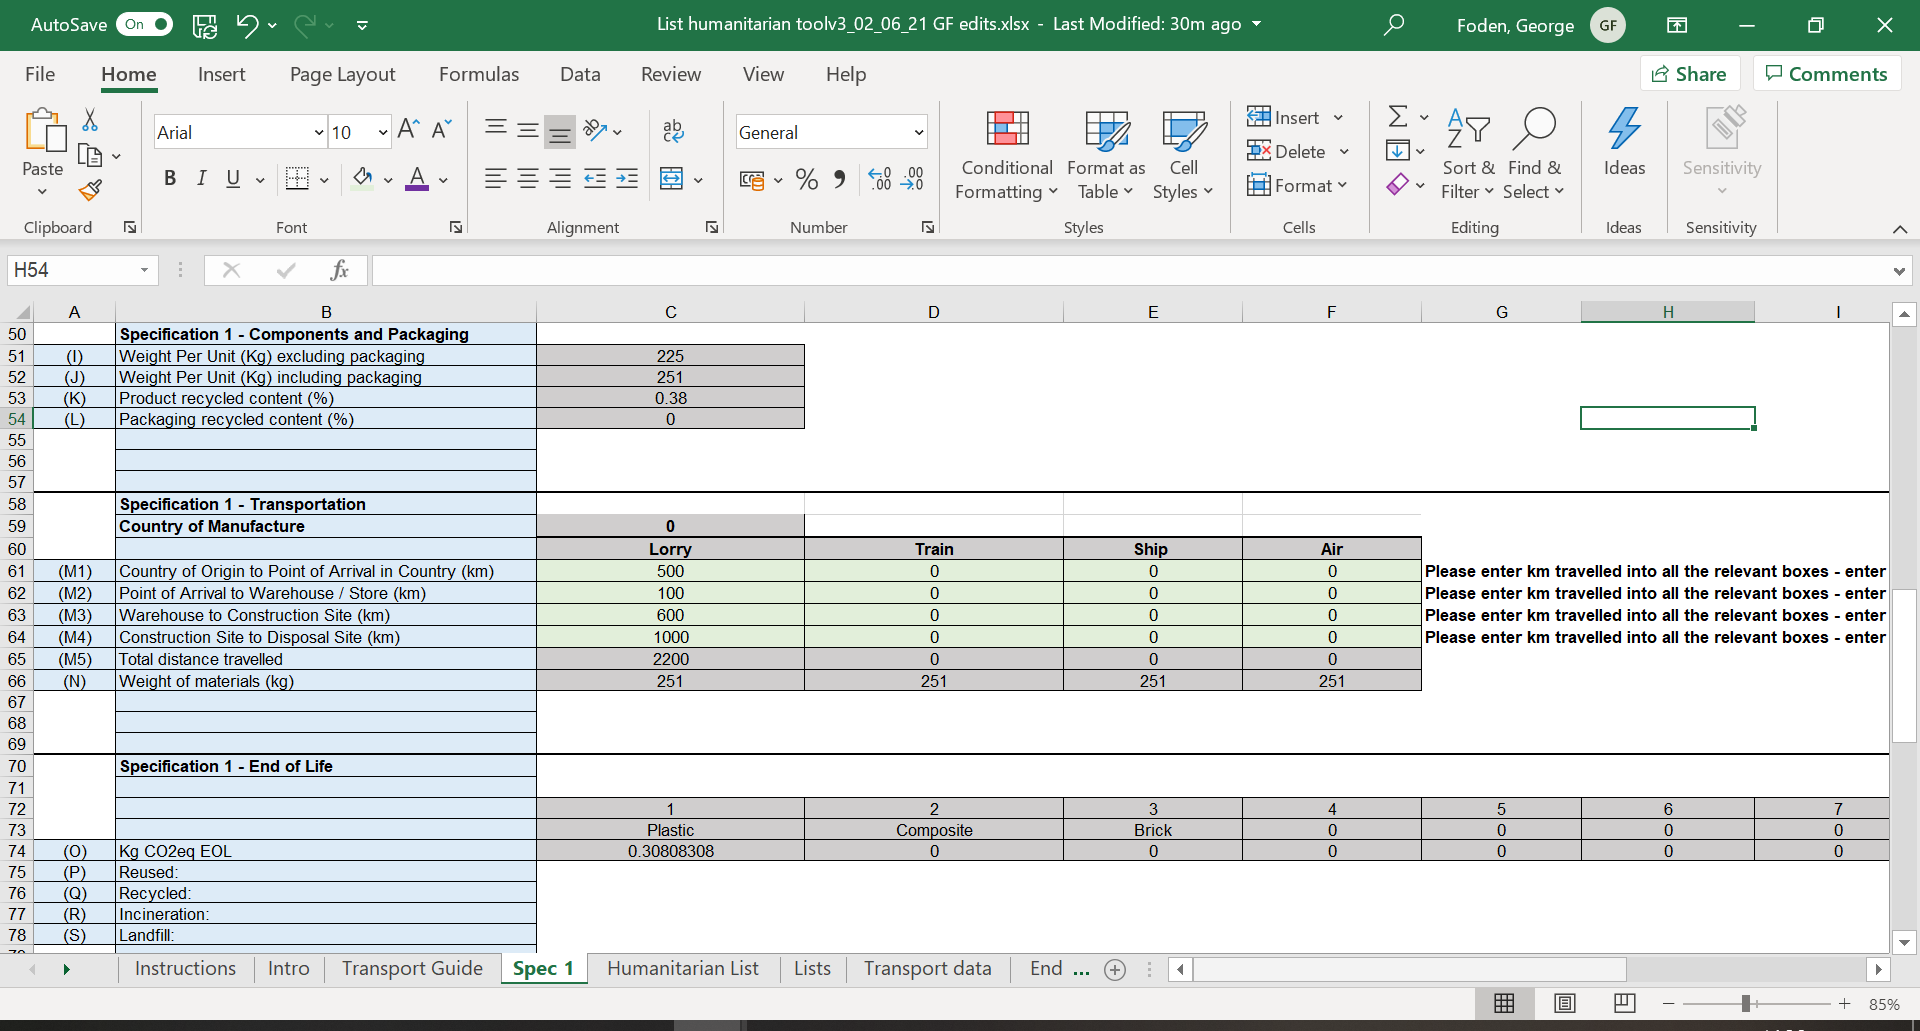 AutoSave On List humanitarian toolv3_02_06_21 GF edits.xlsx - Last Modified: 30m ago Foden, George GF
File Home Insert Page Layout Formulas Data Review View Help Share Comments
Arial 10 General
Paste
B I U
Conditional Formatting
Format as Table
Cell Styles
Insert
Delete
Format
Sort & Filter
Find & Select
Ideas
Sensitivity
Clipboard Font Alignment Number Styles Cells Editing Ideas Sensitivity
H54 fx
A B C D E F G H I
50 Specification 1 - Components and Packaging
51 (I) Weight Per Unit (Kg) excluding packaging 225
52 (J) Weight Per Unit (Kg) including packaging 251
53 (K) Product recycled content (%) 0.38
54 (L) Packaging recycled content (%) 0
55
56
57
58 Specification 1 - Transportation
59 Country of Manufacture 0
60 Lorry Train Ship Air
61 (M1) Country of Origin to Point of Arrival in Country (km) 500 0 0 0 Please enter km travelled into all the relevant boxes - enter
62 (M2) Point of Arrival to Warehouse / Store (km) 100 0 0 0 Please enter km travelled into all the relevant boxes - enter
63 (M3) Warehouse to Construction Site (km) 600 0 0 0 Please enter km travelled into all the relevant boxes - enter
64 (M4) Construction Site to Disposal Site (km) 1000 0 0 0 Please enter km travelled into all the relevant boxes - enter
65 (M5) Total distance travelled 2200 0 0 0
66 (N) Weight of materials (kg) 251 251 251 251
67
68
69
70 Specification 1 - End of Life
71
72 1 2 3 4 5 6 7
73 Plastic Composite Brick 0 0 0 0
74 (O) Kg CO2eq EOL 0.30808308 0 0 0 0 0 0
75 (P) Reused:
76 (Q) Recycled:
77 (R) Incineration:
78 (S) Landfill:
Instructions Intro Transport Guide Spec 1 Humanitarian List Lists Transport data End ...
85%